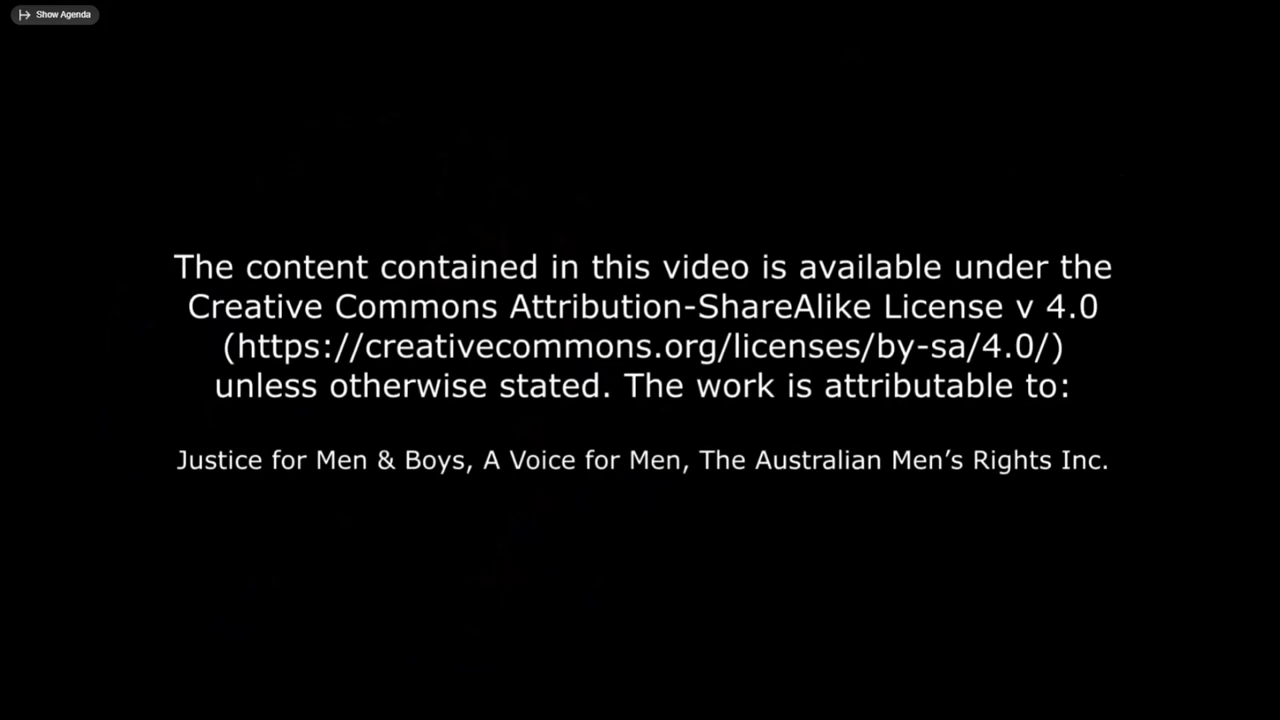 Show Agenda
The content contained in this video is available under the
Creative Commons Attribution-ShareAlike License v 4.0
(https://creativecommons.org/licenses/by-sa/4.0/)
unless otherwise stated. The work is attributable to:
Justice for Men & Boys, A Voice for Men, The Australian Men’s Rights Inc.